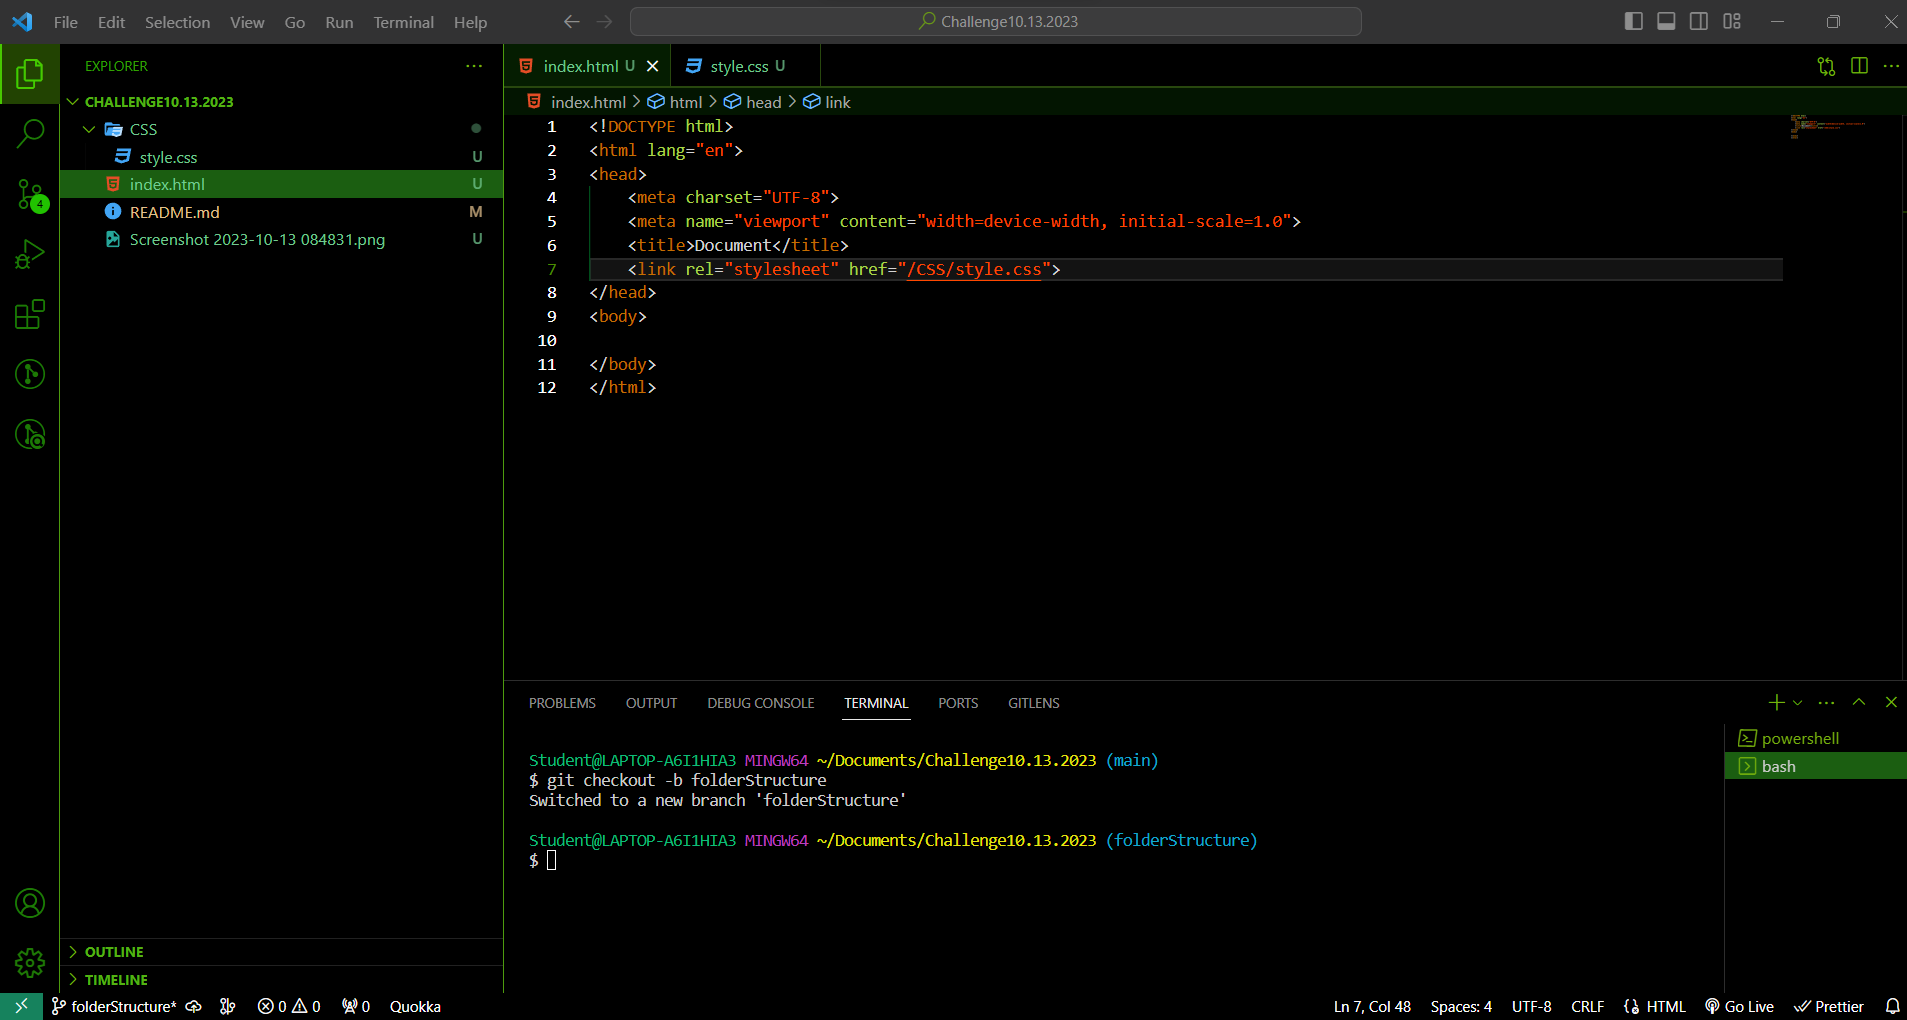 File Edit Selection View Go Run Terminal Help
Challenge10.13.2023
EXPLORER
CHALLENGE10.13.2023
CSS
style.css U
index.html U
README.md M
Screenshot 2023-10-13 084831.png U
4
OUTLINE
TIMELINE
index.html U
style.css U
index.html > html > head > link
1 <!DOCTYPE html>
2 <html lang="en">
3 <head>
4 <meta charset="UTF-8">
5 <meta name="viewport" content="width=device-width, initial-scale=1.0">
6 <title>Document</title>
7 <link rel="stylesheet" href="/CSS/style.css">
8 </head>
9 <body>
10
11 </body>
12 </html>
PROBLEMS OUTPUT DEBUG CONSOLE TERMINAL PORTS GITLENS
Student@LAPTOP-A6I1HIA3 MINGW64 ~/Documents/Challenge10.13.2023 (main)
$ git checkout -b folderStructure
Switched to a new branch 'folderStructure'
Student@LAPTOP-A6I1HIA3 MINGW64 ~/Documents/Challenge10.13.2023 (folderStructure)
$
powershell
bash
folderStructure* 0 0 0 Quokka Ln 7, Col 48 Spaces: 4 UTF-8 CRLF HTML Go Live Prettier